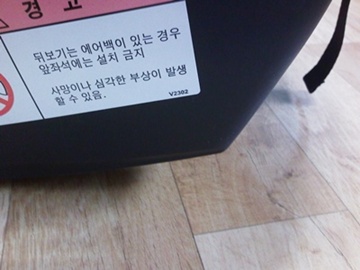 경 고
뒤보기는 에어백이 있는 경우
앞좌석에는 설치 금지
사망이나 심각한 부상이 발생
할 수 있음.
V2302